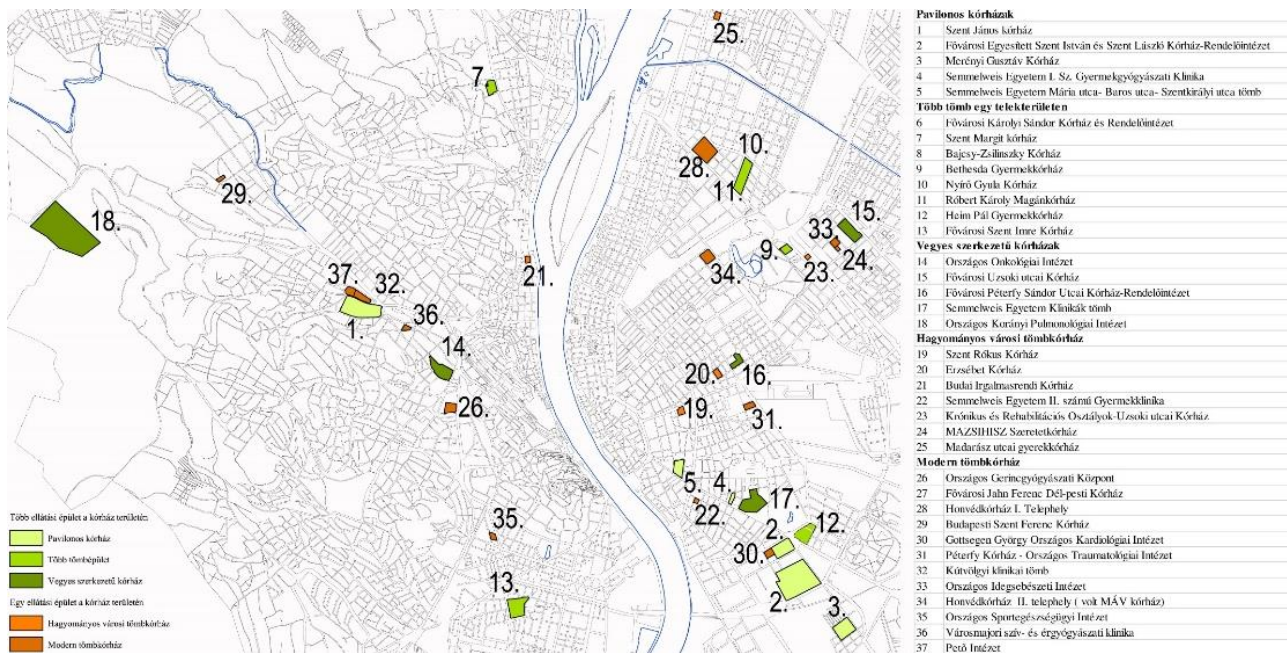 25.
7.
10.
28.
11.
29.
18.
15.
33.
9.
24.
23.
34.
21.
37.
32.
1.
36.
14.
16.
20.
26.
19.
31.
5.
4.
17.
22.
2.
12.
35.
30.
13.
2.
3.
Több ellátási épület a kórház területén
Pavilonos kórház
Több tömbépület
Vegyes szerkezetű kórház
Egy ellátási épület a kórház területén
Hagyományos városi tömbkórház
Modern tömbkórház
Pavilonos kórházak
1 Szent János kórház
2 Fővárosi Egyesített Szent István és Szent László Kórház-Rendelőintézet
3 Merényi Gusztáv Kórház
4 Semmelweis Egyetem I. Sz. Gyermekgyógyászati Klinika
5 Semmelweis Egyetem Mária utca- Baros utca- Szentkirályi utca tömb
Több tömb egy telekterületen
6 Fővárosi Károlyi Sándor Kórház és Rendelőintézet
7 Szent Margit kórház
8 Bajcsy-Zsilinszky Kórház
9 Bethesda Gyermekkórház
10 Nyírő Gyula Kórház
11 Róbert Károly Magánkórház
12 Heim Pál Gyermekkórház
13 Fővárosi Szent Imre Kórház
Vegyes szerkezetű kórházak
14 Országos Onkológiai Intézet
15 Fővárosi Uzsoki utcai Kórház
16 Fővárosi Péterfy Sándor Utcai Kórház-Rendelőintézet
17 Semmelweis Egyetem Klinikák tömb
18 Országos Korányi Pulmonológiai Intézet
Hagyományos városi tömbkórház
19 Szent Rókus Kórház
20 Erzsébet Kórház
21 Budai Irgalmasrendi Kórház
22 Semmelweis Egyetem II. számú Gyermekklinika
23 Krónikus és Rehabilitációs Osztályok-Uzsoki utcai Kórház
24 MAZSIHISZ Szeretetkórház
25 Madarász utcai gyerekkórház
Modern tömbkórház
26 Országos Gerincgyógyászati Központ
27 Fővárosi Jahn Ferenc Dél-pesti Kórház
28 Honvédkórház I. Telephely
29 Budapesti Szent Ferenc Kórház
30 Gottsegen György Országos Kardiológiai Intézet
31 Péterfy Kórház - Országos Traumatológiai Intézet
32 Kútvölgyi klinikai tömb
33 Országos Idegsebészeti Intézet
34 Honvédkórház II. telephely ( volt MÁV kórház)
35 Országos Sportegészségügyi Intézet
36 Városmajori szív- és érgyógyászati klinika
37 Pető Intézet